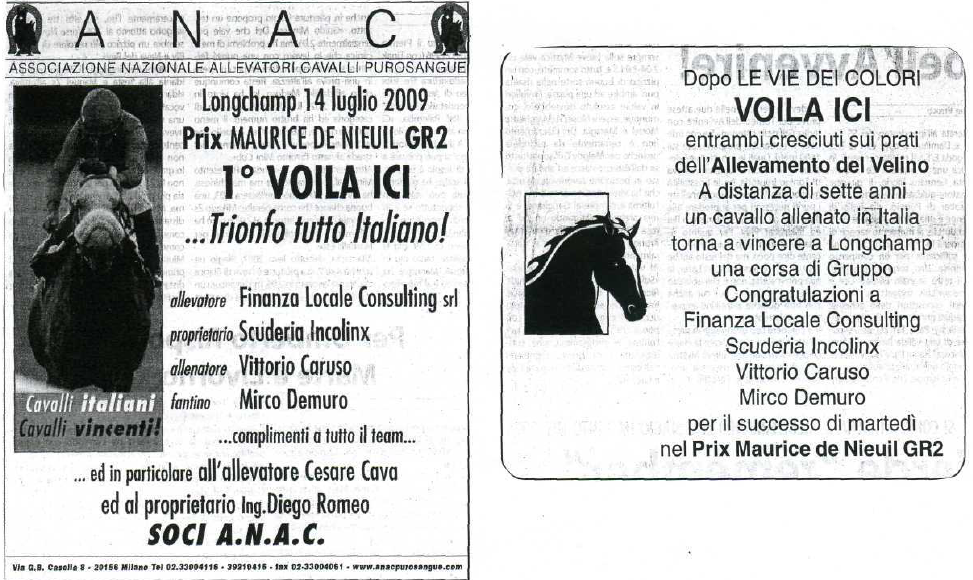 A N A C
ASSOCIAZIONE NAZIONALE ALLEVATORI CAVALLI PUROSANGUE
Longchamp 14 luglio 2009
Prix MAURICE DE NIEUIL GR2
1° VOILA ICI
...Trionfo tutto Italiano!
allevatore Finanza Locale Consulting srl
proprietario Scuderia Incolinx
allenatore Vittorio Caruso
fantino Mirco Demuro
Cavalli italiani
Cavalli vincenti!
...complimenti a tutto il team...
... ed in particolare all'allevatore Cesare Cava
ed al proprietario Ing.Diego Romeo
SOCI A.N.A.C.
Via G.B. Casella 8 - 20156 Milano Tel 02.33004116 - 39210416 - fax 02-33004061 - www.anacpurosangue.com
Dopo LE VIE DEI COLORI
VOILA ICI
entrambi cresciuti sui prati
dell'Allevamento del Velino
A distanza di sette anni
un cavallo allenato in Italia
torna a vincere a Longchamp
una corsa di Gruppo
Congratulazioni a
Finanza Locale Consulting
Scuderia Incolinx
Vittorio Caruso
Mirco Demuro
per il successo di martedì
nel Prix Maurice de Nieuil GR2